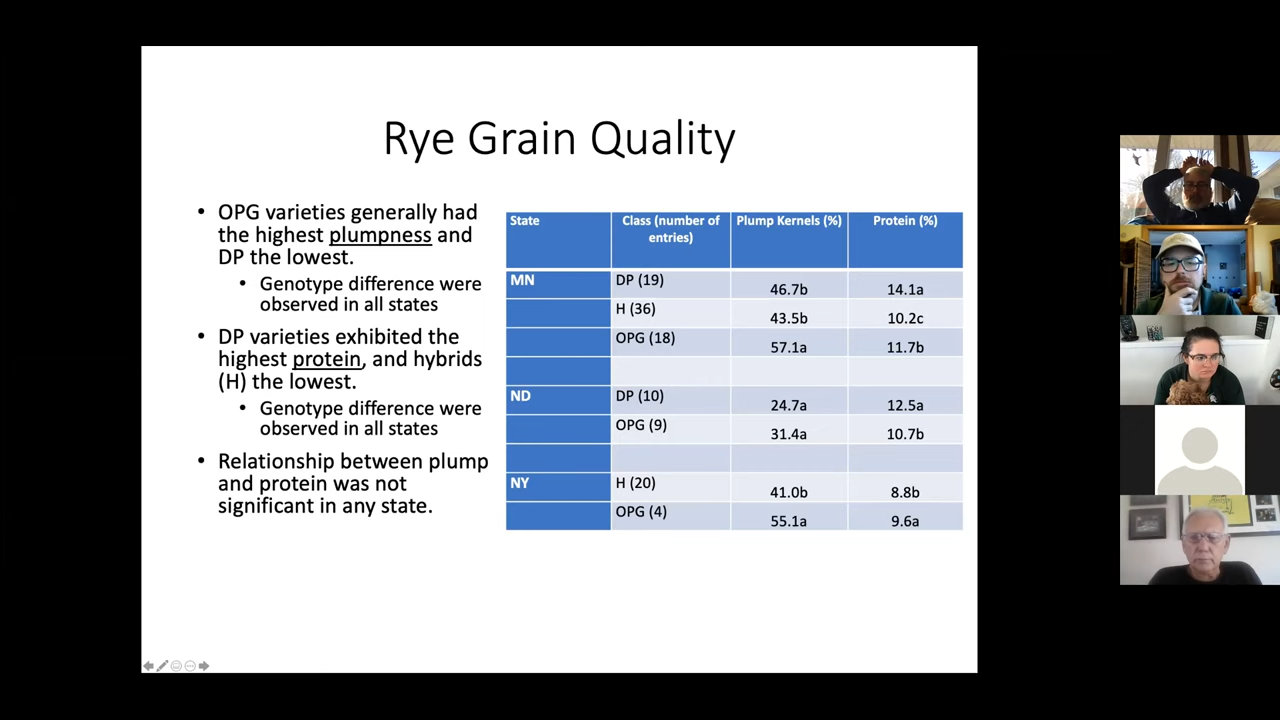 Rye Grain Quality
• OPG varieties generally had
the highest plumpness and
DP the lowest.
• Genotype difference were
observed in all states
• DP varieties exhibited the
highest protein, and hybrids
(H) the lowest.
• Genotype difference were
observed in all states
• Relationship between plump
and protein was not
significant in any state.
State Class (number of entries) Plump Kernels (%) Protein (%)
MN DP (19) 46.7b 14.1a
H (36) 43.5b 10.2c
OPG (18) 57.1a 11.7b
ND DP (10) 24.7a 12.5a
OPG (9) 31.4a 10.7b
NY H (20) 41.0b 8.8b
OPG (4) 55.1a 9.6a